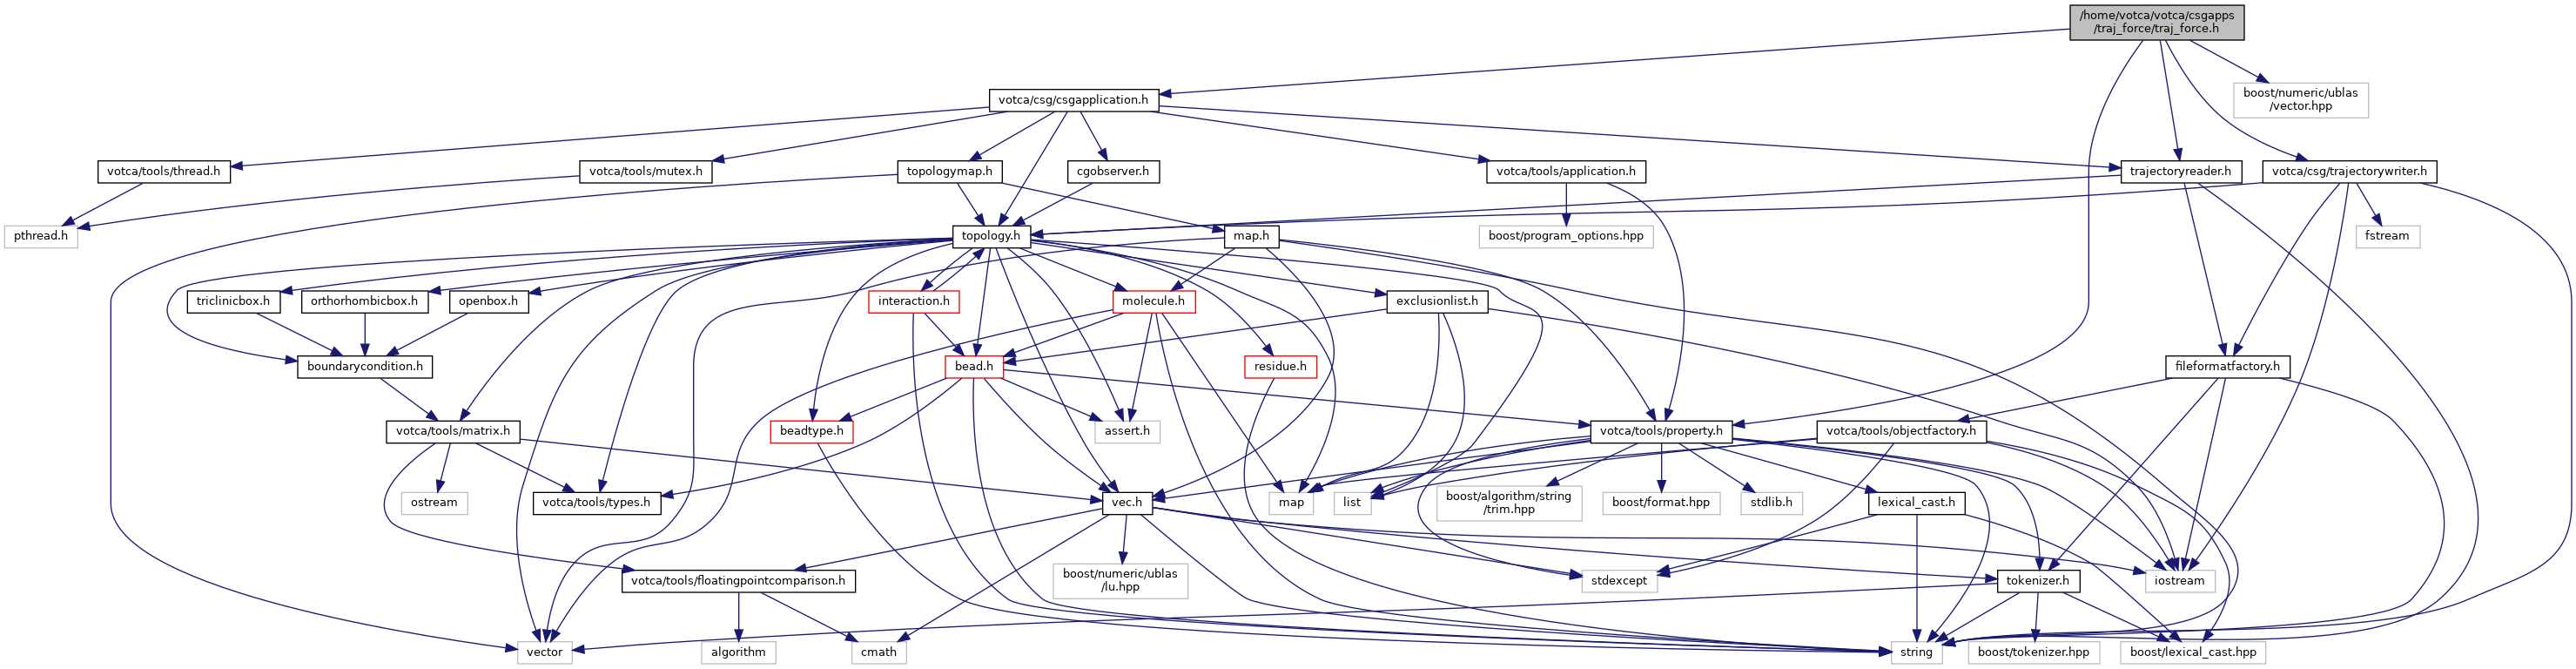 /home/votca/votca/csgapps
/traj_force/traj_force.h
votca/csg/csgapplication.h
boost/numeric/ublas
/vector.hpp
votca/tools/thread.h
votca/tools/mutex.h
topologymap.h
cgobserver.h
votca/tools/application.h
trajectoryreader.h
votca/csg/trajectorywriter.h
pthread.h
topology.h
map.h
boost/program_options.hpp
fstream
triclinicbox.h
orthorhombicbox.h
openbox.h
interaction.h
molecule.h
exclusionlist.h
boundarycondition.h
bead.h
residue.h
fileformatfactory.h
votca/tools/matrix.h
beadtype.h
assert.h
votca/tools/property.h
votca/tools/objectfactory.h
ostream
votca/tools/types.h
vec.h
map
list
boost/algorithm/string
/trim.hpp
boost/format.hpp
stdlib.h
lexical_cast.h
votca/tools/floatingpointcomparison.h
boost/numeric/ublas
/lu.hpp
stdexcept
tokenizer.h
iostream
vector
algorithm
cmath
string
boost/tokenizer.hpp
boost/lexical_cast.hpp